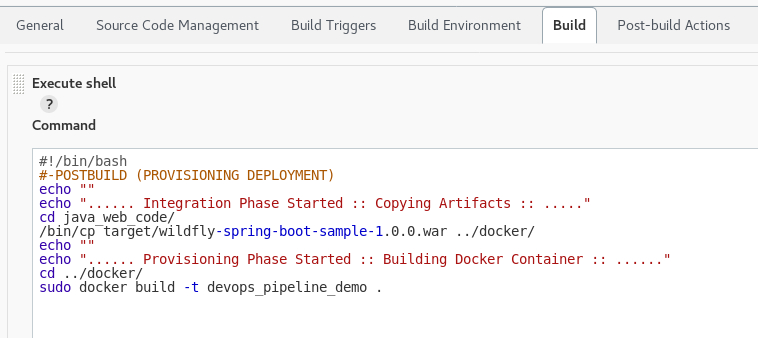 General Source Code Management Build Triggers Build Environment Build Post-build Actions
Execute shell
?
Command
#!/bin/bash
#-POSTBUILD (PROVISIONING DEPLOYMENT)
echo ""
echo "...... Integration Phase Started :: Copying Artifacts :: ....."
cd java_web_code/
/bin/cp target/wildfly-spring-boot-sample-1.0.0.war ../docker/
echo ""
echo "...... Provisioning Phase Started :: Building Docker Container :: ......"
cd ../docker/
sudo docker build -t devops_pipeline_demo .